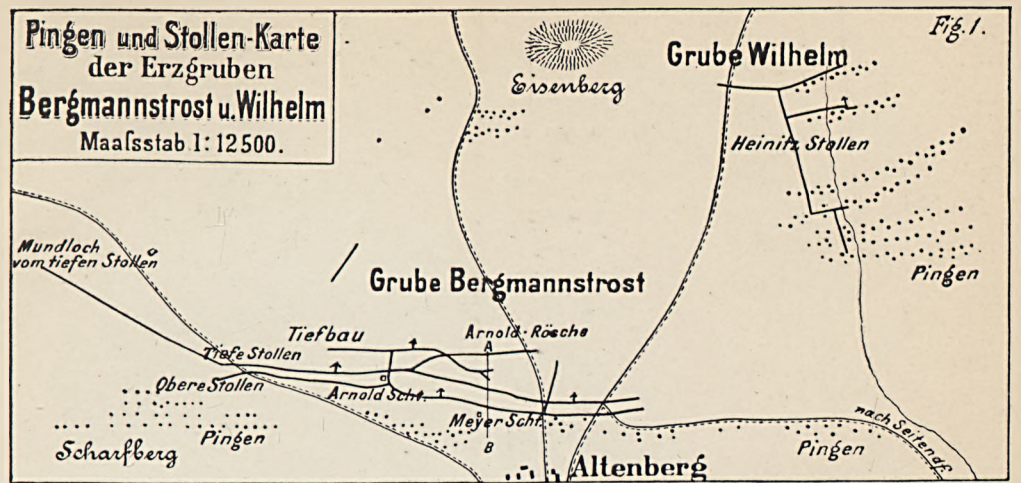 Pingen und Stollen-Karte
der Erzgruben
Bergmannstrost u. Wilhelm
Maaſsstab 1:12500.
Fig. 1.
Eisenberg
Grube Wilhelm
Heinitz Stollen
Pingen
Mundloch
vom tiefen Stollen
Grube Bergmannstrost
Tiefbau
Arnold-Rösche
A
Tiefe Stollen
Obere Stollen
Arnold Scht.
Meyer Scht.
B
Pingen
Scharfberg
Altenberg
Pingen
nach Seitendf.